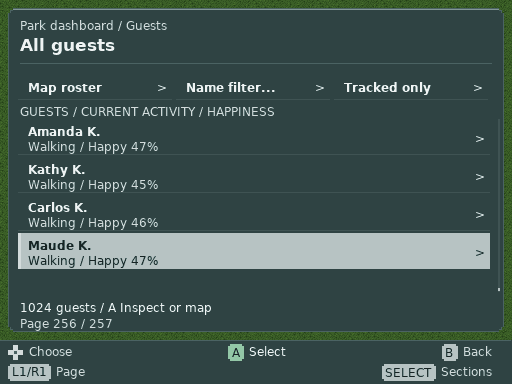 Park dashboard / Guests
All guests
Map roster > Name filter... > Tracked only >
GUESTS / CURRENT ACTIVITY / HAPPINESS
Amanda K.
Walking / Happy 47% >
Kathy K.
Walking / Happy 45% >
Carlos K.
Walking / Happy 46% >
Maude K.
Walking / Happy 47% >
1024 guests / A Inspect or map
Page 256 / 257
Choose A Select B Back
L1/R1 Page SELECT Sections